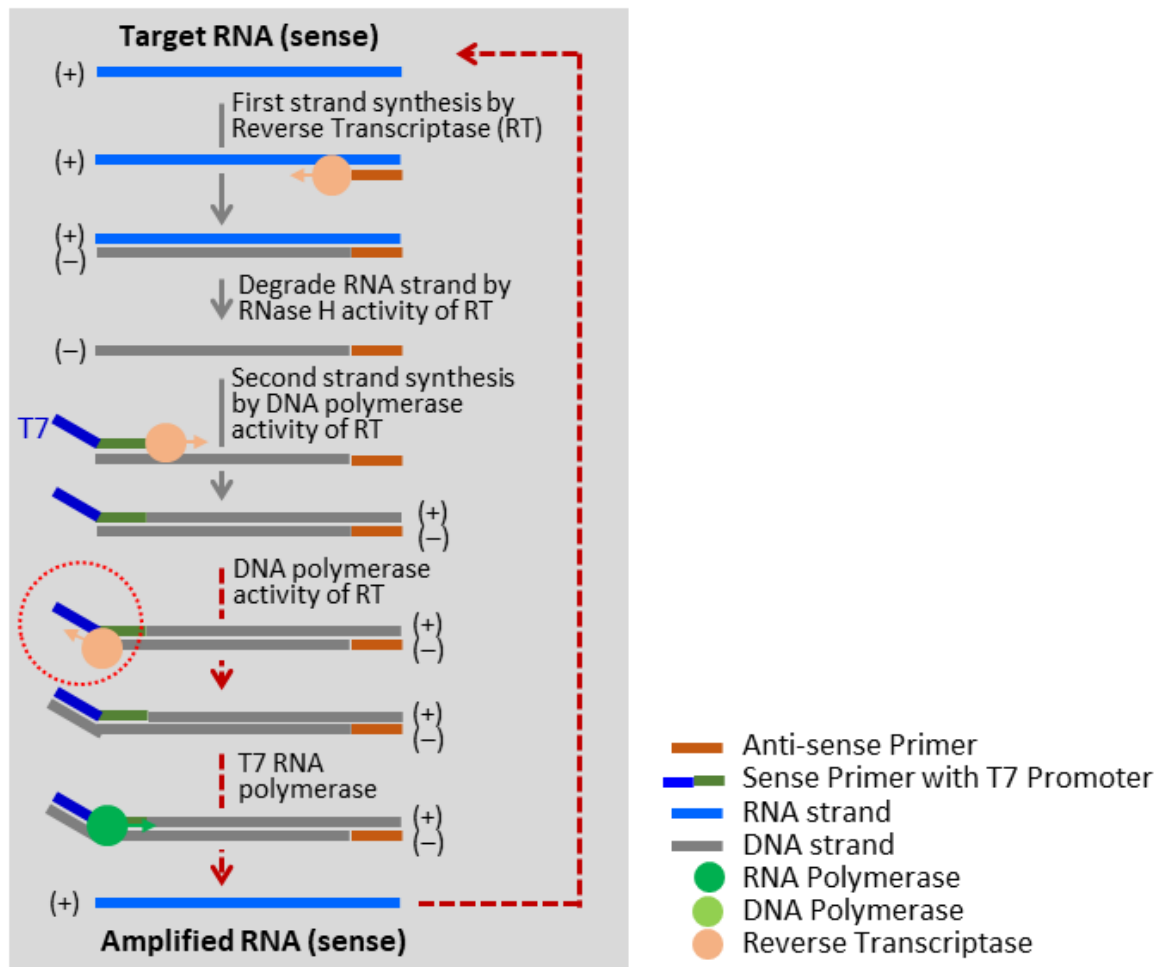 Target RNA (sense)
(+)
First strand synthesis by
Reverse Transcriptase (RT)
(+)
(+)
(−)
Degrade RNA strand by
RNase H activity of RT
(−)
Second strand synthesis
by DNA polymerase
activity of RT
T7
(+)
(−)
DNA polymerase
activity of RT
(+)
(−)
(+)
(−)
T7 RNA
polymerase
(+)
(−)
(+)
Amplified RNA (sense)
Anti-sense Primer
Sense Primer with T7 Promoter
RNA strand
DNA strand
RNA Polymerase
DNA Polymerase
Reverse Transcriptase